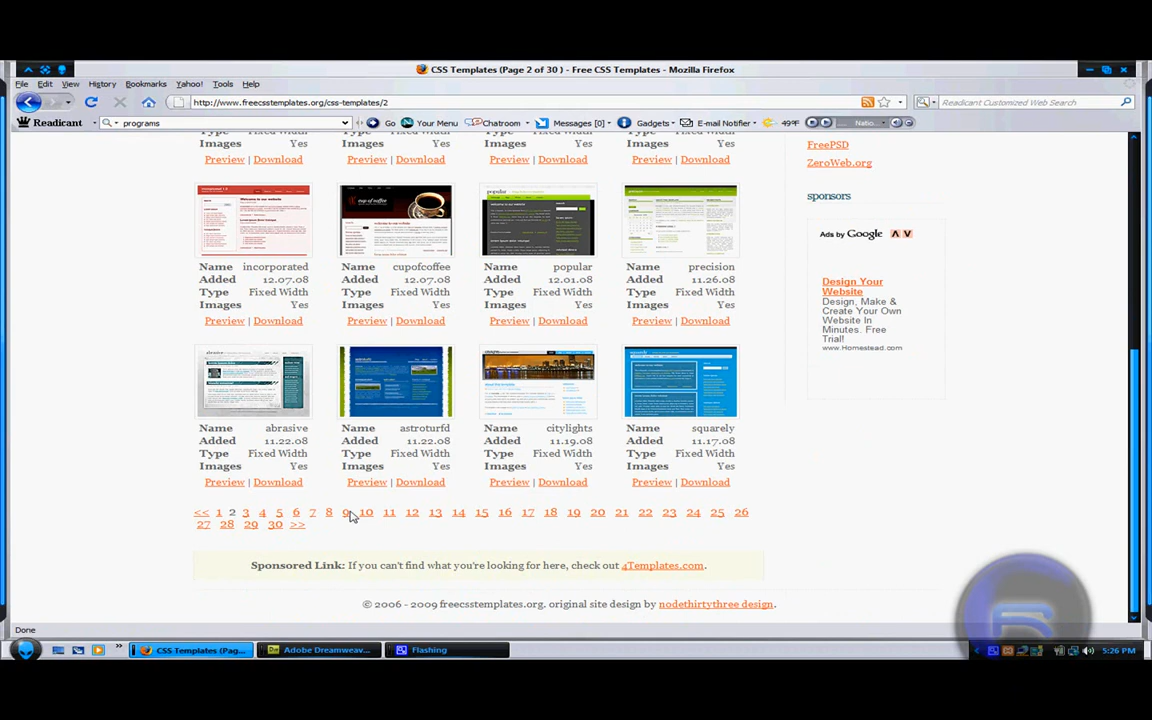 CSS Templates (Page 2 of 30 ) - Free CSS Templates - Mozilla Firefox
File Edit View History Bookmarks Yahoo! Tools Help
http://www.freecsstemplates.org/css-templates/2
Readicant Customized Web Search
Readicant programs Go Your Menu Chatroom Messages [0] Gadgets E-mail Notifier 49°F Natio..
Images Yes Images Yes Images Yes Images Yes
Preview | Download Preview | Download Preview | Download Preview | Download
FreePSD
ZeroWeb.org
sponsors
Ads by Google
Design Your
Website
Design, Make &
Create Your Own
Website In
Minutes. Free
Trial!
www.Homestead.com
cup of coffee
popular
Name incorporated Name cupofcoffee Name popular Name precision
Added 12.07.08 Added 12.07.08 Added 12.01.08 Added 11.26.08
Type Fixed Width Type Fixed Width Type Fixed Width Type Fixed Width
Images Yes Images Yes Images Yes Images Yes
Preview | Download Preview | Download Preview | Download Preview | Download
Name abrasive Name astroturfd Name citylights Name squarely
Added 11.22.08 Added 11.22.08 Added 11.19.08 Added 11.17.08
Type Fixed Width Type Fixed Width Type Fixed Width Type Fixed Width
Images Yes Images Yes Images Yes Images Yes
Preview | Download Preview | Download Preview | Download Preview | Download
<< 1 2 3 4 5 6 7 8 9 10 11 12 13 14 15 16 17 18 19 20 21 22 23 24 25 26
27 28 29 30 >>
Sponsored Link: If you can't find what you're looking for here, check out 4Templates.com.
© 2006 - 2009 freecsstemplates.org. original site design by nodethirtythree design.
Done
CSS Templates (Pag... Adobe Dreamweav... Flashing 5:26 PM